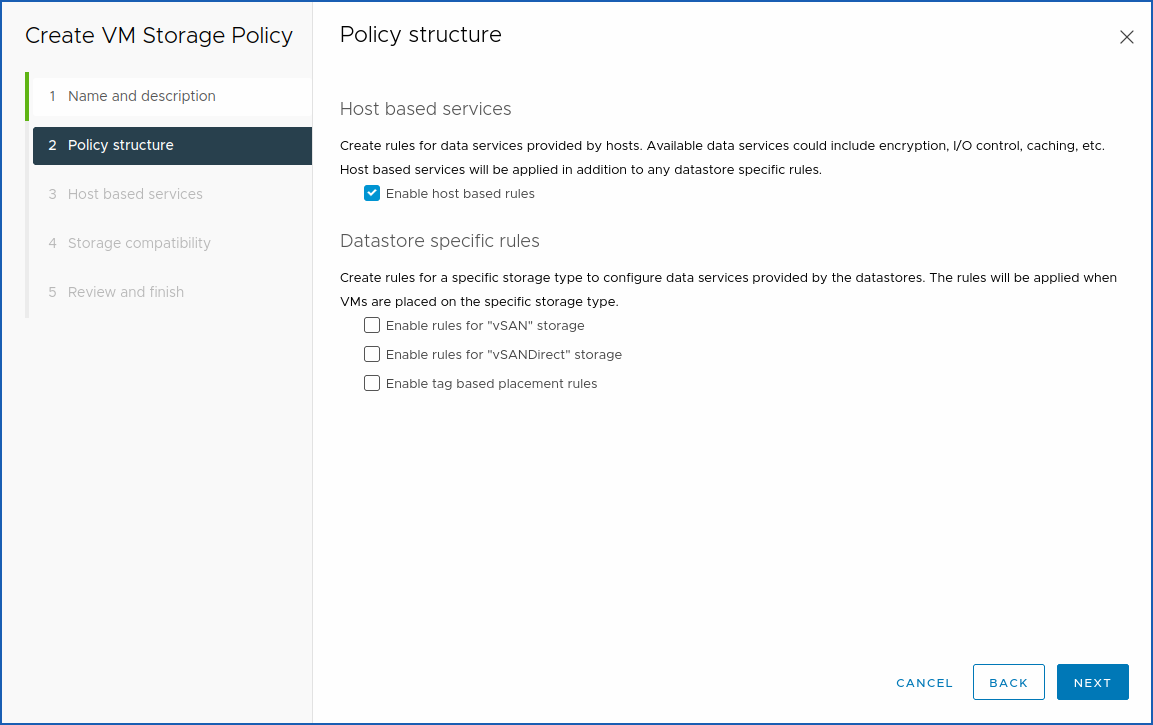 Create VM Storage Policy
1 Name and description
2 Policy structure
3 Host based services
4 Storage compatibility
5 Review and finish
Policy structure
Host based services
Create rules for data services provided by hosts. Available data services could include encryption, I/O control, caching, etc.
Host based services will be applied in addition to any datastore specific rules.
Enable host based rules
Datastore specific rules
Create rules for a specific storage type to configure data services provided by the datastores. The rules will be applied when
VMs are placed on the specific storage type.
Enable rules for "vSAN" storage
Enable rules for "vSANDirect" storage
Enable tag based placement rules
CANCEL BACK NEXT